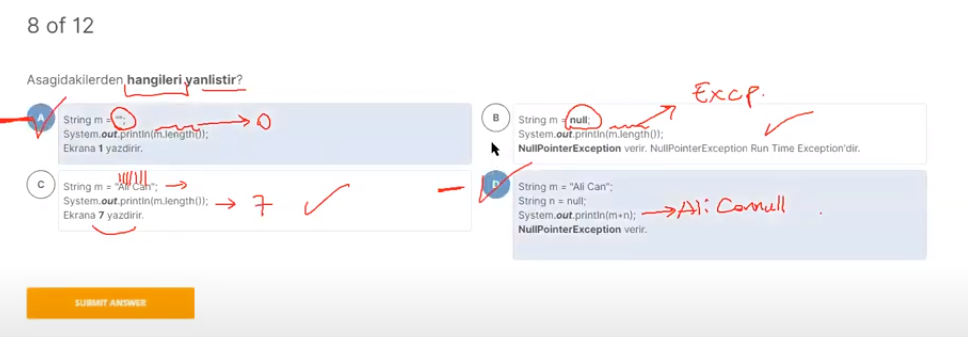 8 of 12
Asagidakilerden hangileri yanlistir?
A
String m = "";
System.out.println(m.length());
Ekrana 1 yazdirir.
0
B
String m = null;
System.out.println(m.length());
NullPointerException verir. NullPointerException Run Time Exception'dir.
Excp.
C
String m = "Ali Can";
System.out.println(m.length());
Ekrana 7 yazdirir.
7
D
String m = "Ali Can";
String n = null;
System.out.println(m+n);
NullPointerException verir.
Ali Cannull
SUBMIT ANSWER